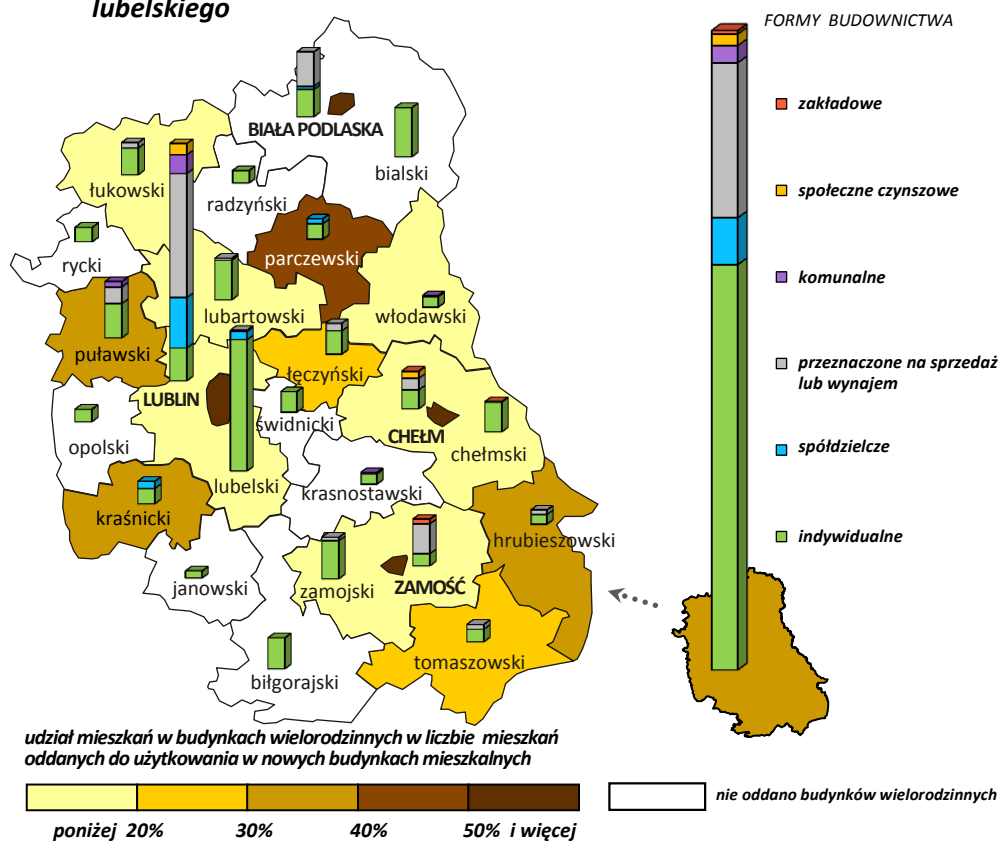 lubelskiego
FORMY BUDOWNICTWA
zakładowe
społeczne czynszowe
komunalne
przeznaczone na sprzedaż
lub wynajem
spółdzielcze
indywidualne
BIAŁA PODLASKA
bialski
łukowski
radzyński
rycki
parczewski
lubartowski
włodawski
puławski
łęczyński
LUBLIN
świdnicki
CHEŁM
opolski
chełmski
lubelski
krasnostawski
kraśnicki
hrubieszowski
janowski
zamojski
ZAMOŚĆ
tomaszowski
biłgorajski
udział mieszkań w budynkach wielorodzinnych w liczbie mieszkań
oddanych do użytkowania w nowych budynkach mieszkalnych
nie oddano budynków wielorodzinnych
poniżej 20% 30% 40% 50% i więcej